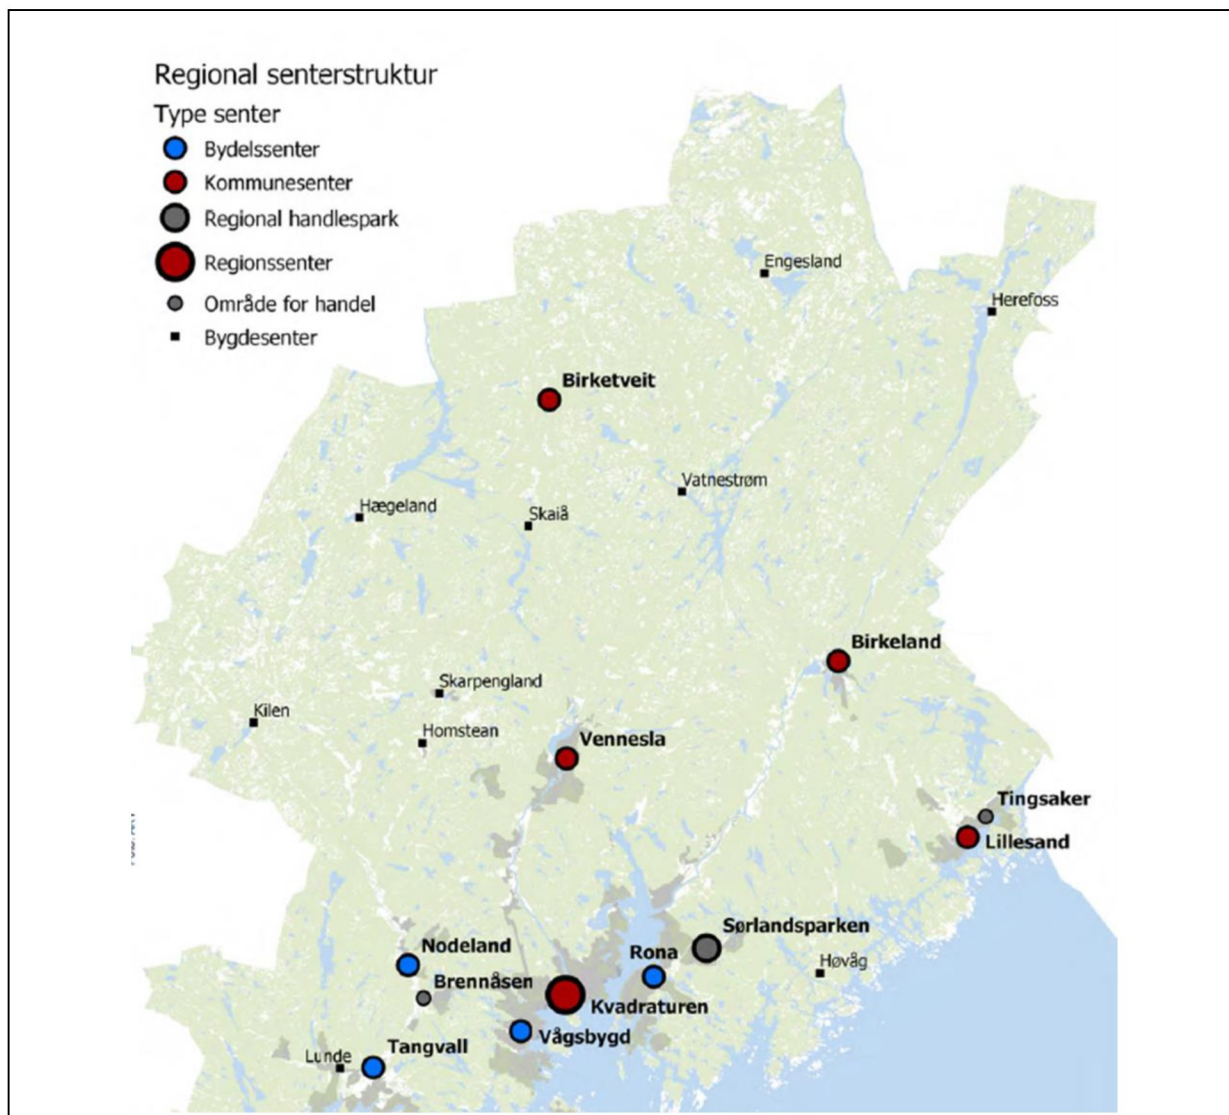 Regional senterstruktur
Type senter
Bydelssenter
Kommunesenter
Regional handlespark
Regionssenter
Område for handel
Bygdesenter
Engesland
Herefoss
Birketveit
Vatnestrøm
Hægeland
Skaiå
Birkeland
Skarpengland
Kilen
Homstean
Vennesla
Tingsaker
Lillesand
Sørlandsparken
Nodeland
Rona
Høvåg
Brennåsen
Kvadraturen
Vågsbygd
Tangvall
Lunde